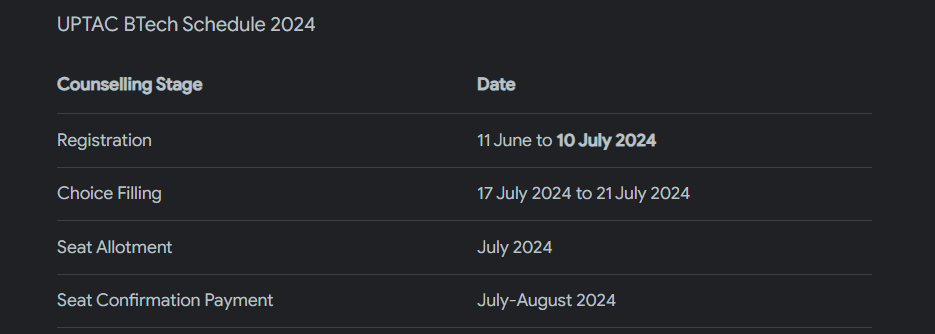 UPTAC BTech Schedule 2024
Counselling Stage Date
Registration 11 June to 10 July 2024
Choice Filling 17 July 2024 to 21 July 2024
Seat Allotment July 2024
Seat Confirmation Payment July-August 2024